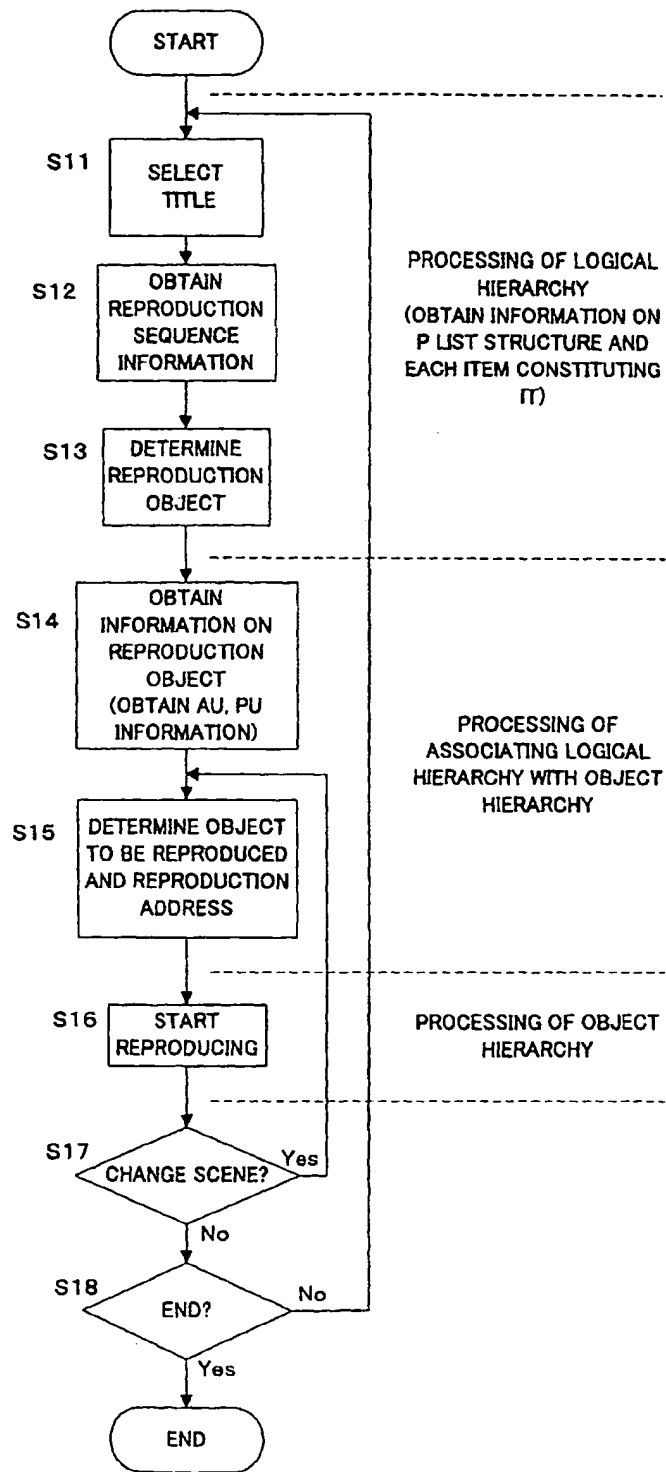 START
S11
SELECT
TITLE
S12
OBTAIN
REPRODUCTION
SEQUENCE
INFORMATION
PROCESSING OF LOGICAL
HIERARCHY
(OBTAIN INFORMATION ON
P LIST STRUCTURE AND
EACH ITEM CONSTITUTING
IT)
S13
DETERMINE
REPRODUCTION
OBJECT
S14
OBTAIN
INFORMATION ON
REPRODUCTION
OBJECT
(OBTAIN AU, PU
INFORMATION)
PROCESSING OF
ASSOCIATING LOGICAL
HIERARCHY WITH OBJECT
HIERARCHY
S15
DETERMINE OBJECT
TO BE REPRODUCED
AND REPRODUCTION
ADDRESS
S16
START
REPRODUCING
PROCESSING OF OBJECT
HIERARCHY
S17
CHANGE SCENE?
Yes
No
S18
END?
No
Yes
END